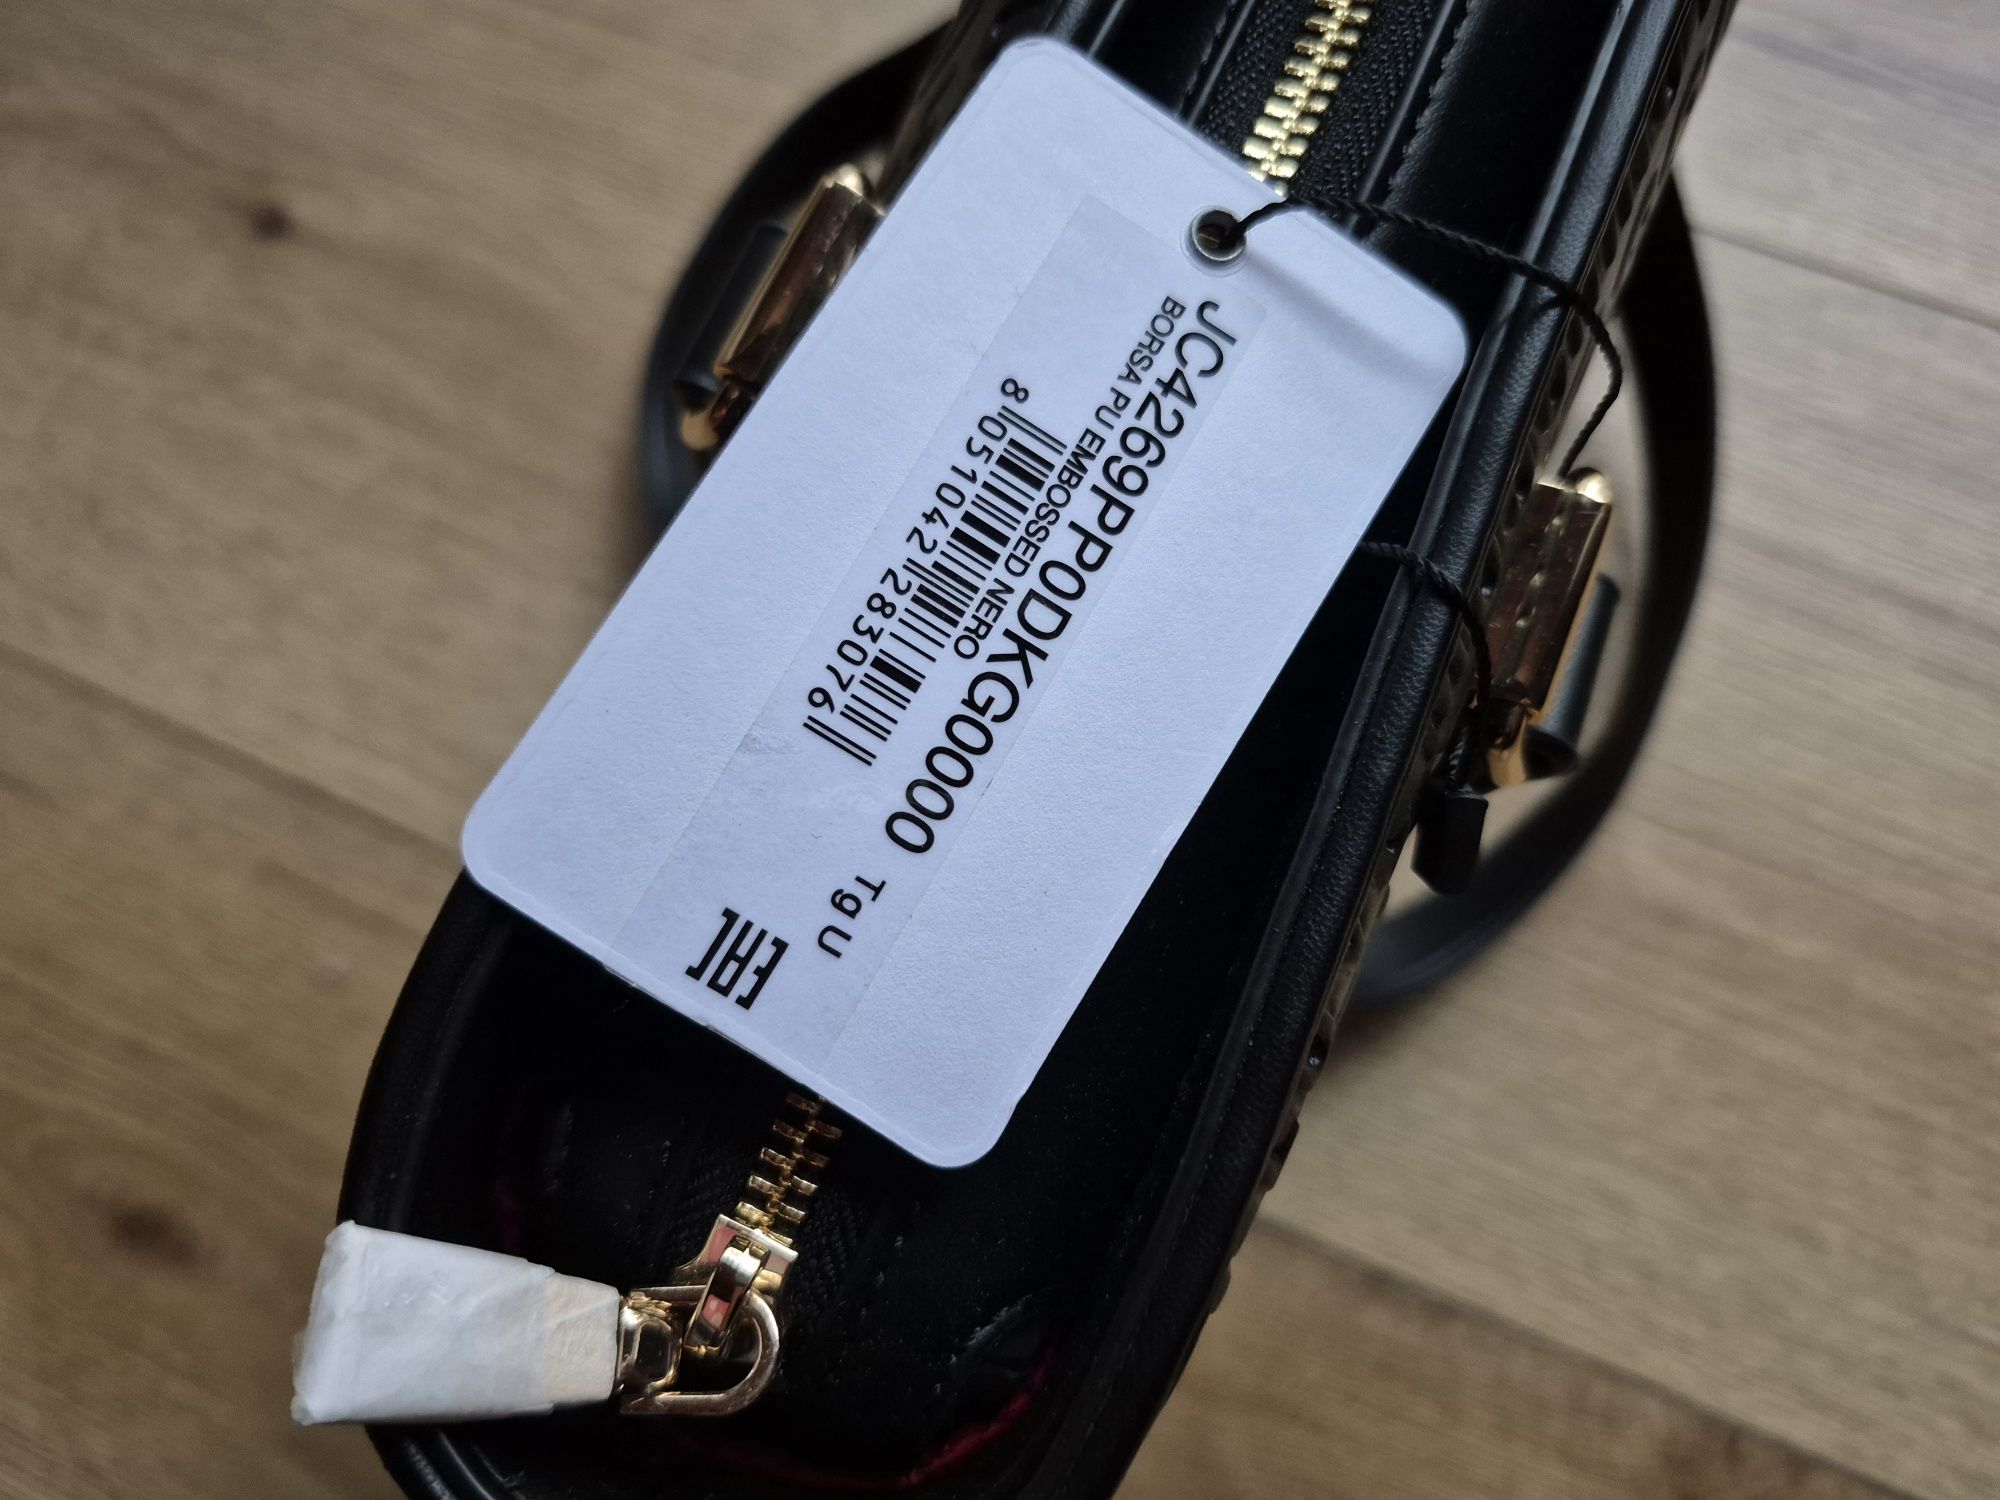 JC4269PP0DKG0000 Tg U
BORSA PU EMBOSSED NERO
8 051042 283076
EAC